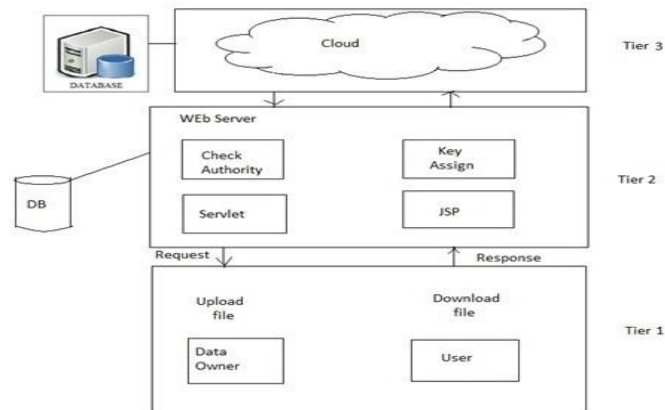 Cloud
Tier 3
DATABASE
WEb Server
Check
Authority
Key
Assign
Tier 2
DB
Servlet
JSP
Request
Response
Upload
file
Download
file
Tier 1
Data
Owner
User